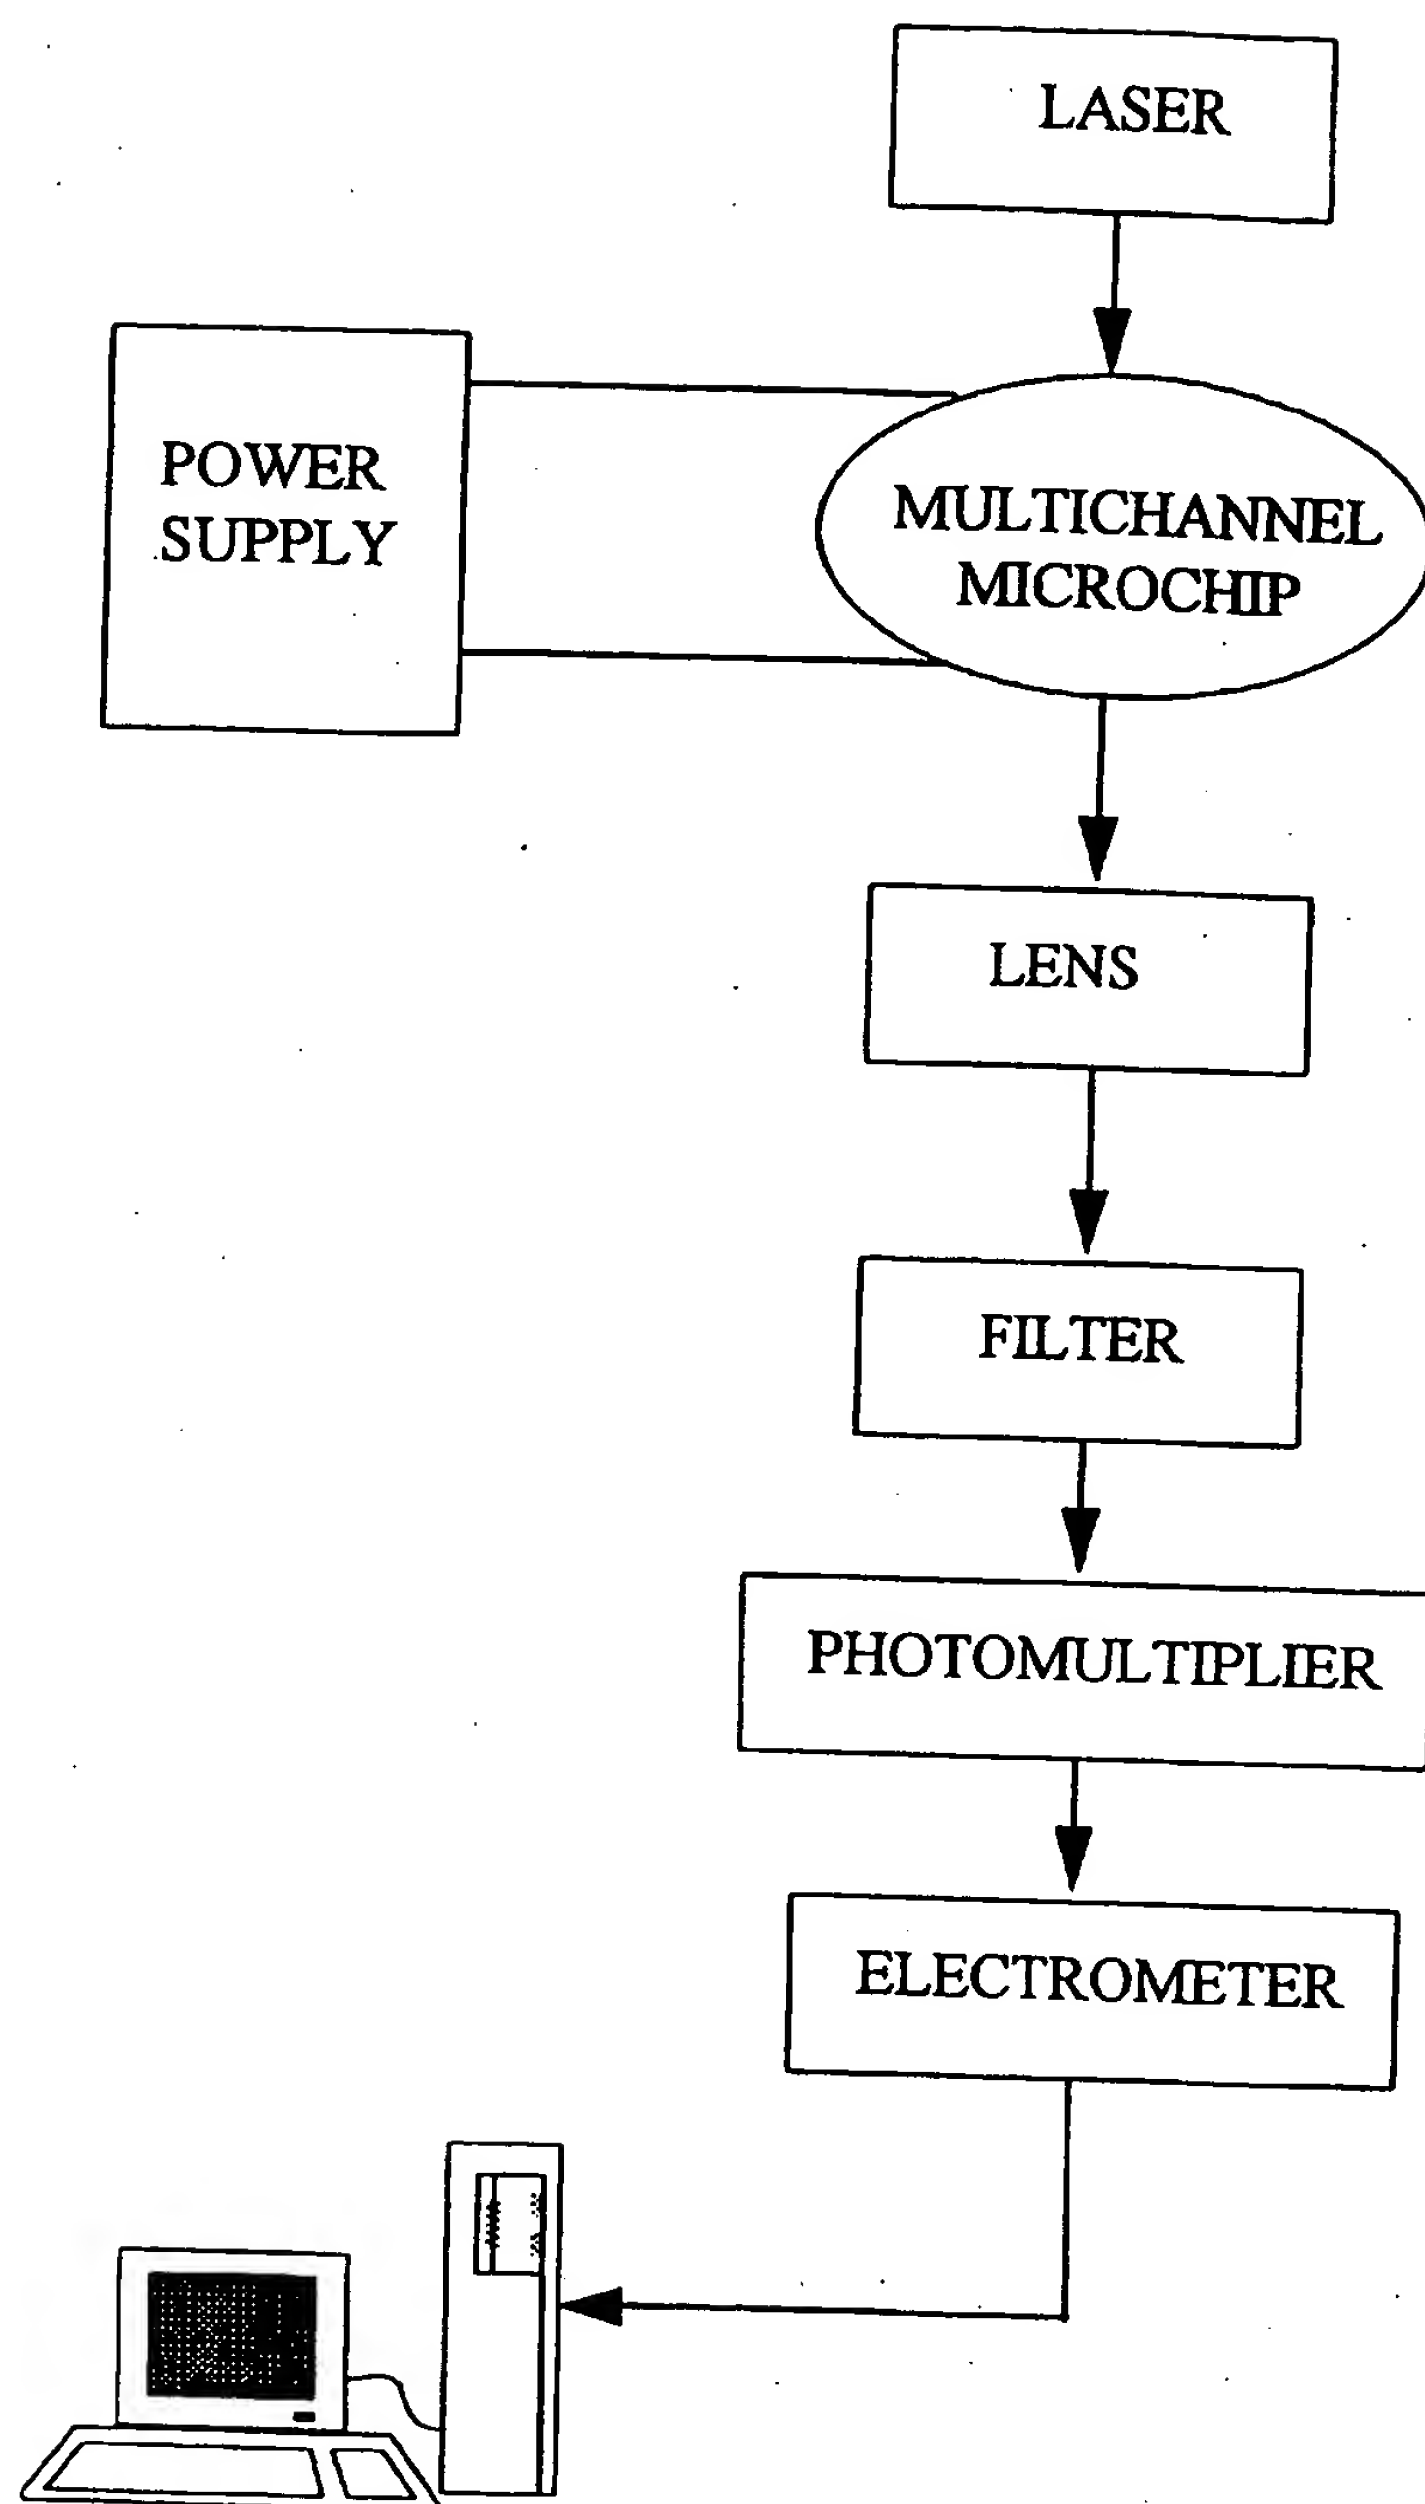 LASER
POWER
SUPPLY
MULTICHANNEL
MICROCHIP
LENS
FILTER
PHOTOMULTIPLIER
ELECTROMETER